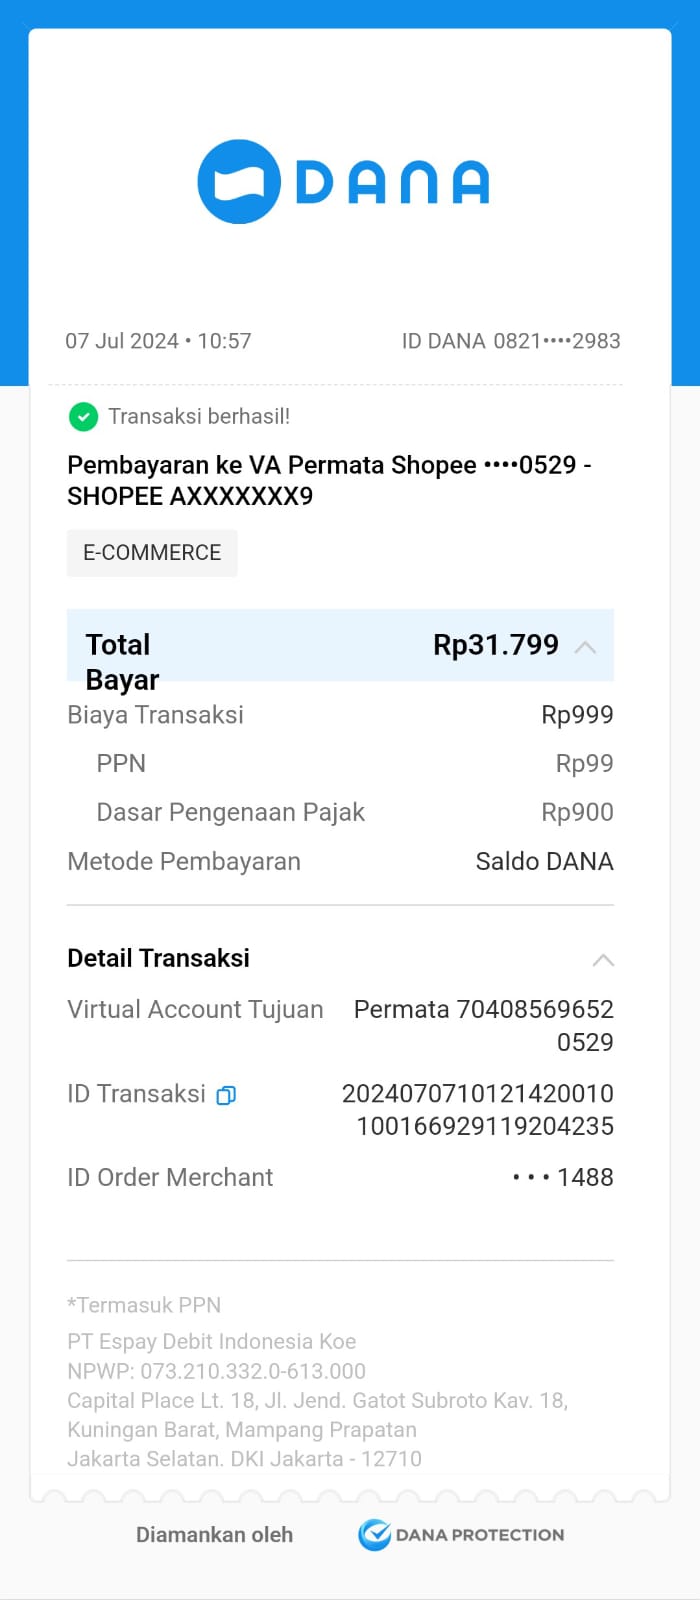 DANA
07 Jul 2024 • 10:57 ID DANA 0821••••2983
Transaksi berhasil!
Pembayaran ke VA Permata Shopee ••••0529 -
SHOPEE AXXXXXXX9
E-COMMERCE
Total Rp31.799
Bayar
Biaya Transaksi Rp999
PPN Rp99
Dasar Pengenaan Pajak Rp900
Metode Pembayaran Saldo DANA
Detail Transaksi
Virtual Account Tujuan Permata 70408569652
0529
ID Transaksi 2024070710121420010
100166929119204235
ID Order Merchant • • • 1488
*Termasuk PPN
PT Espay Debit Indonesia Koe
NPWP: 073.210.332.0-613.000
Capital Place Lt. 18, Jl. Jend. Gatot Subroto Kav. 18,
Kuningan Barat, Mampang Prapatan
Jakarta Selatan. DKI Jakarta - 12710
Diamankan oleh DANA PROTECTION